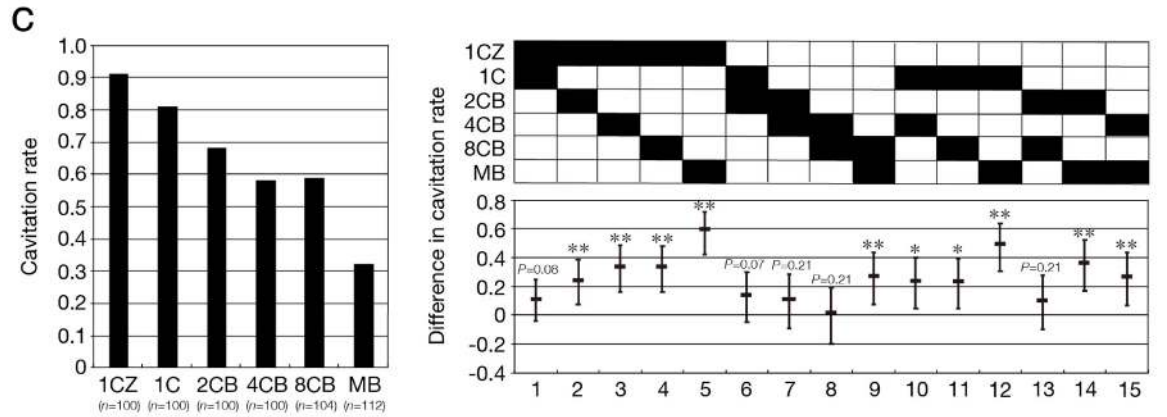 C
Cavitation rate
1.0
0.9
0.8
0.7
0.6
0.5
0.4
0.3
0.2
0.1
0
1CZ 1C 2CB 4CB 8CB MB
(n=100) (n=100) (n=100) (n=100) (n=104) (n=112)
1CZ
1C
2CB
4CB
8CB
MB
Difference in cavitation rate
0.8
0.6
0.4
0.2
0
-0.2
-0.4
P=0.08 ** ** ** ** P=0.07 P=0.21 P=0.21 ** * * ** P=0.21 ** **
1 2 3 4 5 6 7 8 9 10 11 12 13 14 15